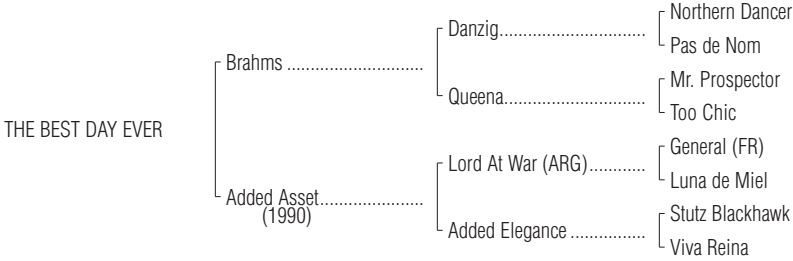 Northern Dancer
Danzig...............................
Pas de Nom
Brahms .............................
Mr. Prospector
Queena..............................
Too Chic
THE BEST DAY EVER
General (FR)
Lord At War (ARG)............
Luna de Miel
Added Asset......................
(1990)
Stutz Blackhawk
Added Elegance ................
Viva Reina